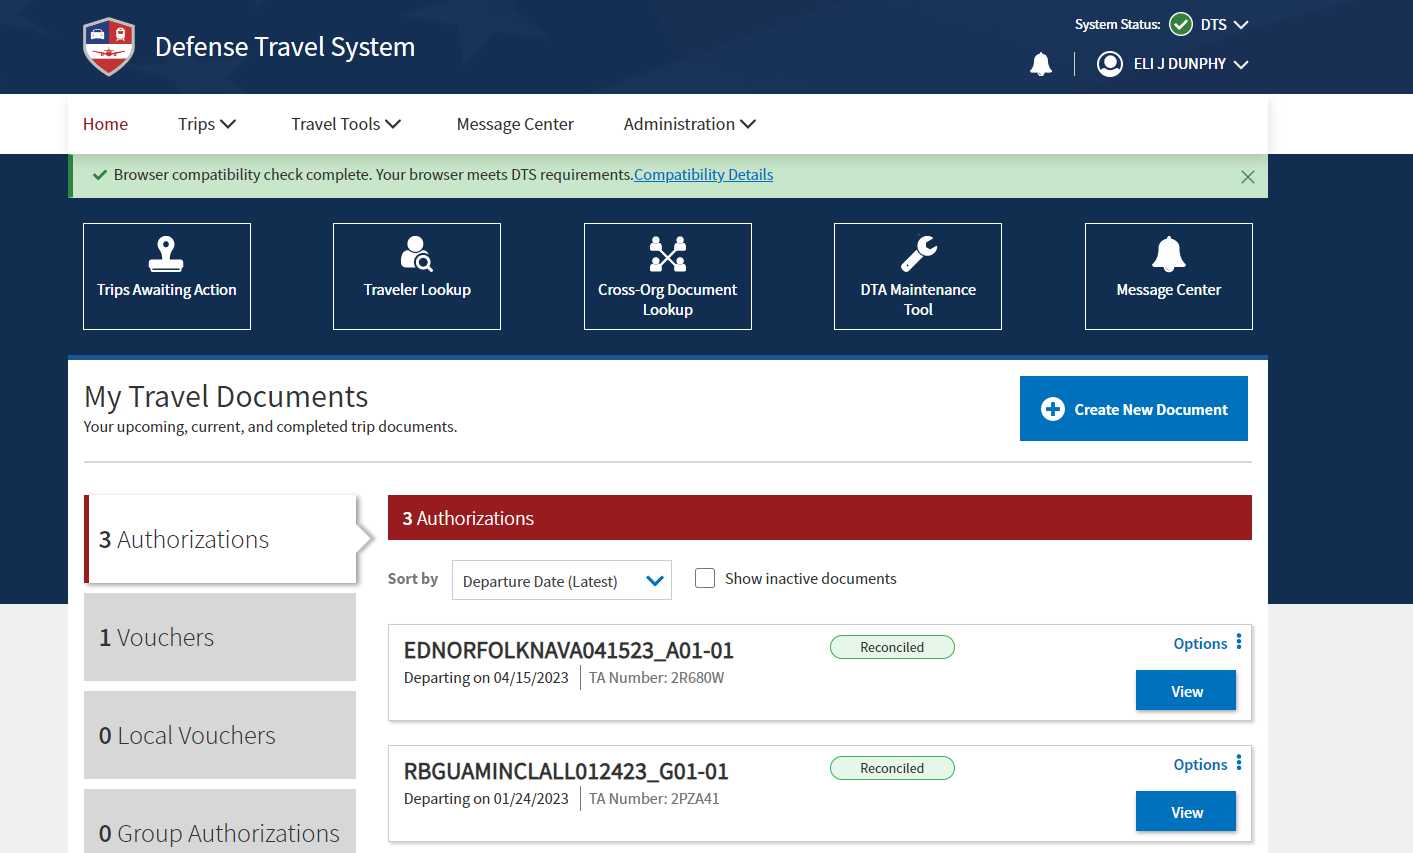 Defense Travel System
System Status: DTS
ELI J DUNPHY
Home Trips Travel Tools Message Center Administration
Browser compatibility check complete. Your browser meets DTS requirements.Compatibility Details
Trips Awaiting Action
Traveler Lookup
Cross-Org Document
Lookup
DTA Maintenance
Tool
Message Center
My Travel Documents
Your upcoming, current, and completed trip documents.
Create New Document
3 Authorizations
1 Vouchers
0 Local Vouchers
0 Group Authorizations
3 Authorizations
Sort by Departure Date (Latest) Show inactive documents
EDNORFOLKNAVA041523_A01-01 Reconciled Options
Departing on 04/15/2023 TA Number: 2R680W
View
RBGUAMINCLALL012423_G01-01 Reconciled Options
Departing on 01/24/2023 TA Number: 2PZA41
View